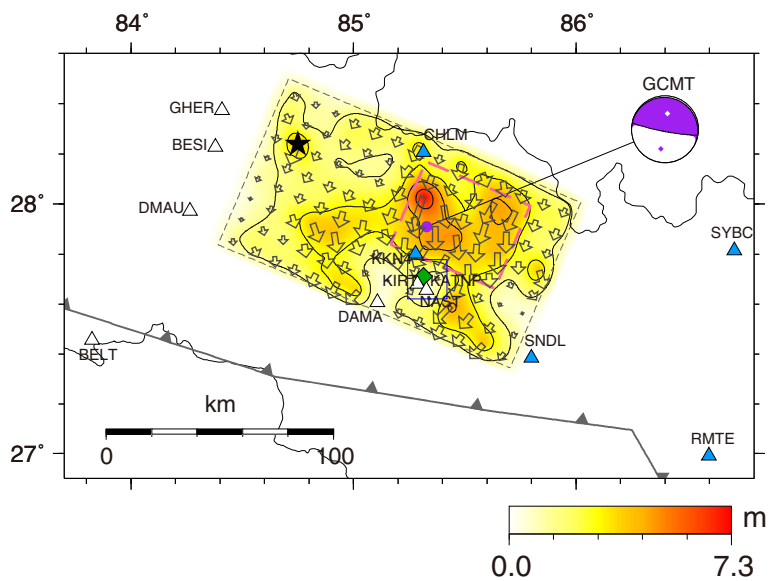 84° 85° 86°
GCMT
GHER
CHLM
BESI
28°
DMAU
SYBC
KKN4
KIRT KATNP
NAST
DAMA
SNDL
BELT
km
0 100
27°
RMTE
m
0.0 7.3